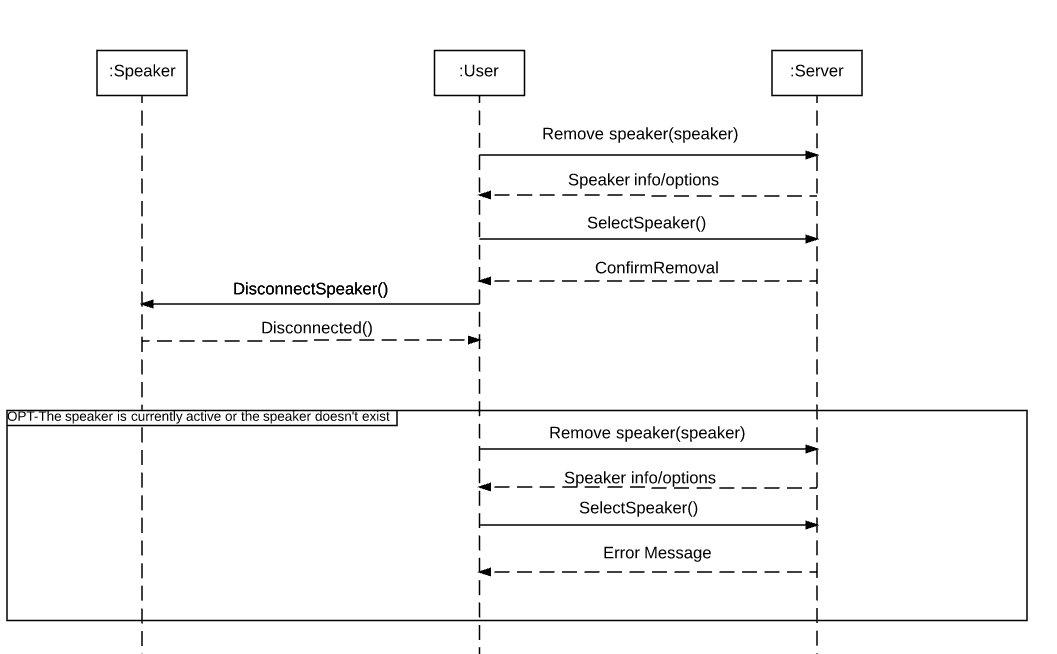 :Speaker
:User
:Server
Remove speaker(speaker)
Speaker info/options
SelectSpeaker()
ConfirmRemoval
DisconnectSpeaker()
Disconnected()
OPT-The speaker is currently active or the speaker doesn't exist
Remove speaker(speaker)
Speaker info/options
SelectSpeaker()
Error Message